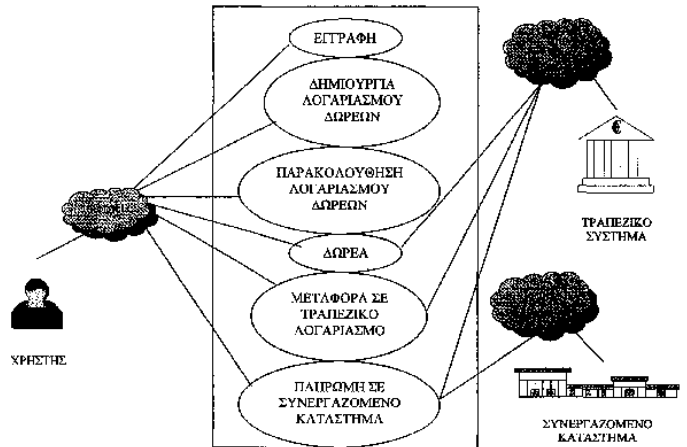 ΕΓΓΡΑΦΗ
ΔΗΜΙΟΥΡΓΙΑ
ΛΟΓΑΡΙΑΣΜΟΥ
ΔΩΡΕΩΝ
ΠΑΡΑΚΟΛΟΥΘΗΣΗ
ΛΟΓΑΡΙΑΣΜΟΥ
ΔΩΡΕΩΝ
ΔΩΡΕΑ
ΜΕΤΑΦΟΡΑ ΣΕ
ΤΡΑΠΕΖΙΚΟ
ΛΟΓΑΡΙΑΣΜΟ
ΠΛΗΡΩΜΗ ΣΕ
ΣΥΝΕΡΓΑΖΟΜΕΝΟ
ΚΑΤΑΣΤΗΜΑ
ΧΡΗΣΤΗΣ
€
ΤΡΑΠΕΖΙΚΟ
ΣΥΣΤΗΜΑ
ΣΥΝΕΡΓΑΖΟΜΕΝΟ
ΚΑΤΑΣΤΗΜΑ